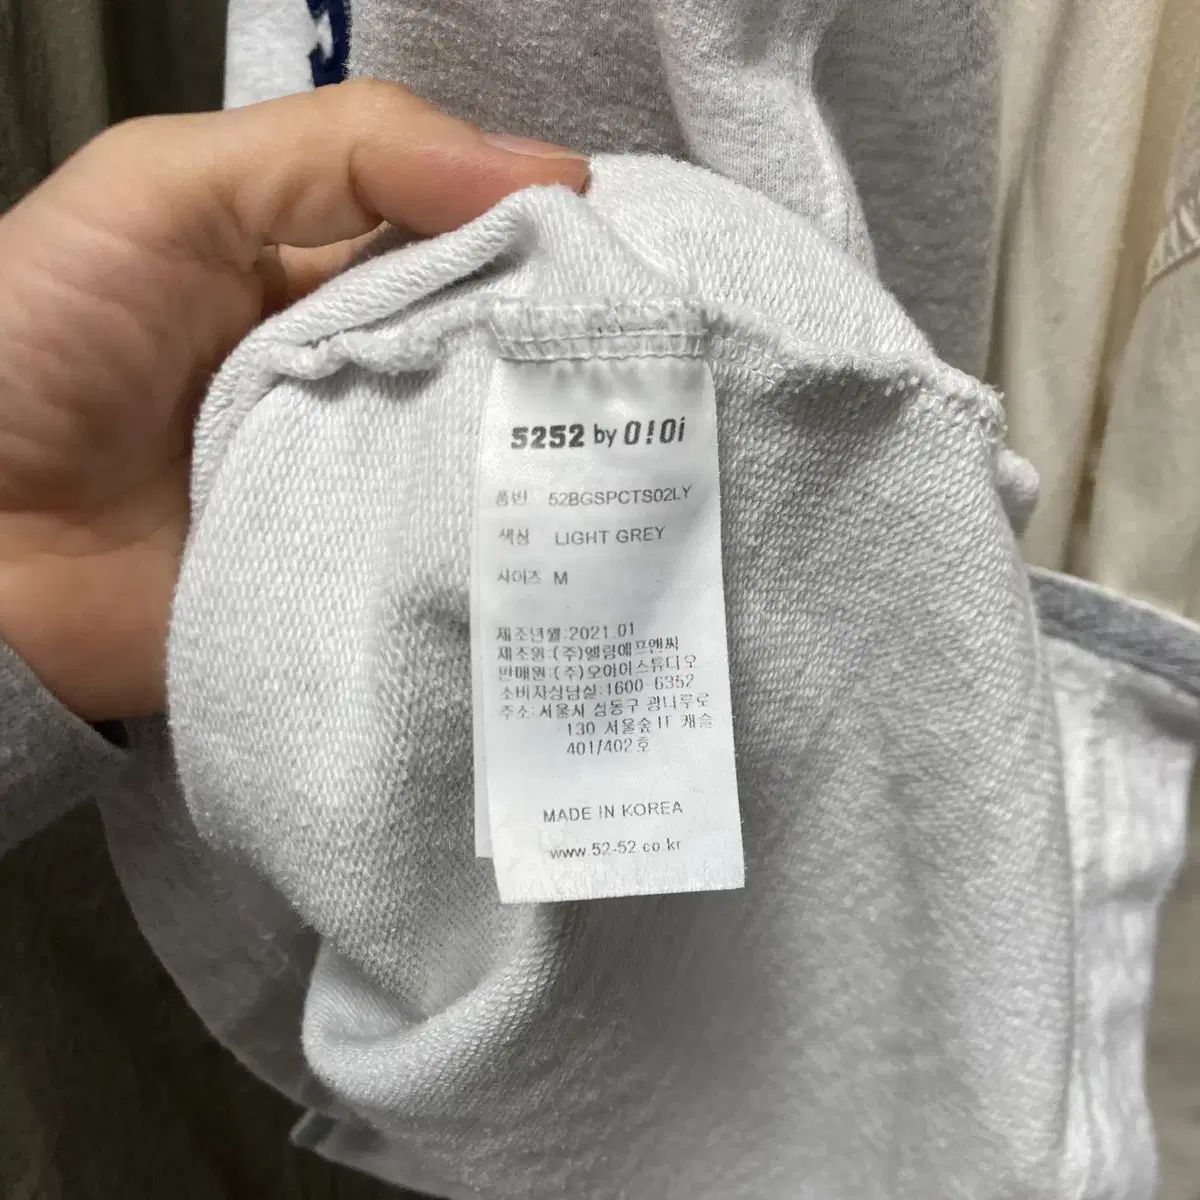 5252 by O!Oi
품번 52BGSPCTS02LY
색상 LIGHT GREY
사이즈 M
제조년월:2021.01
제조원:(주)엘림에프앤씨
판매원:(주)오아이스튜디오
소비자상담실:1600-6352
주소:서울시 성동구 광나루로
130 서울숲 IT 캐슬
401/402호
MADE IN KOREA
www.52-52.co.kr